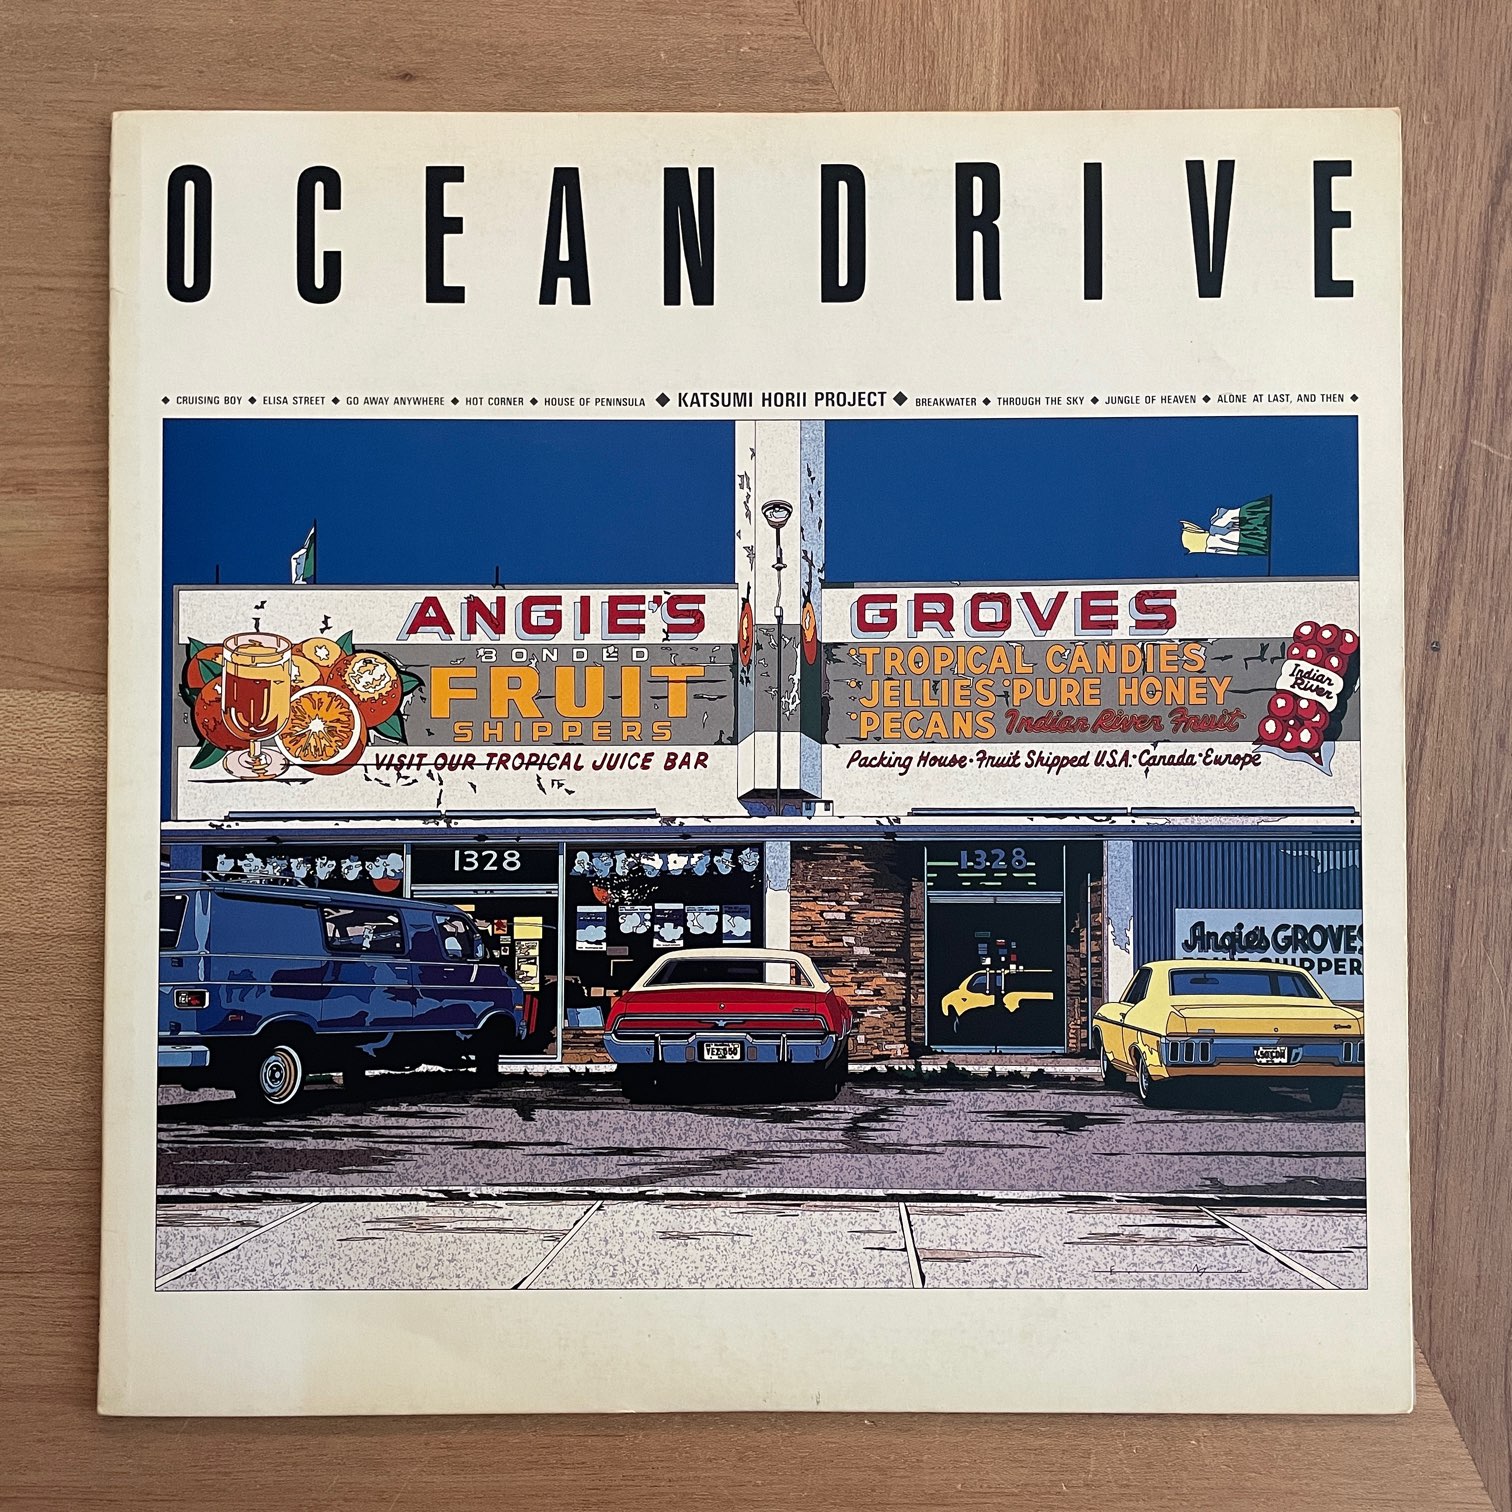 OCEAN DRIVE
◆ CRUISING BOY ◆ ELISA STREET ◆ GO AWAY ANYWHERE ◆ HOT CORNER ◆ HOUSE OF PENINSULA ◆ KATSUMI HORII PROJECT ◆ BREAKWATER ◆ THROUGH THE SKY ◆ JUNGLE OF HEAVEN ◆ ALONE AT LAST, AND THEN ◆
ANGIE'S
BONDED
FRUIT
SHIPPERS
VISIT OUR TROPICAL JUICE BAR
GROVES
•TROPICAL CANDIES
•JELLIES •PURE HONEY
•PECANS Indian River Fruit
Packing House • Fruit Shipped U.S.A. • Canada • Europe
Indian
River
1328
1328
Angie's GROVES